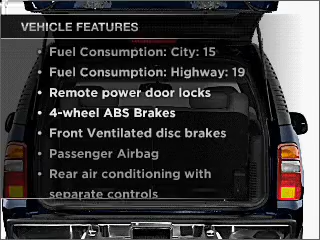 VEHICLE FEATURES
• Fuel Consumption: City: 15
• Fuel Consumption: Highway: 19
• Remote power door locks
• 4-wheel ABS Brakes
• Front Ventilated disc brakes
• Passenger Airbag
• Rear air conditioning with
separate controls